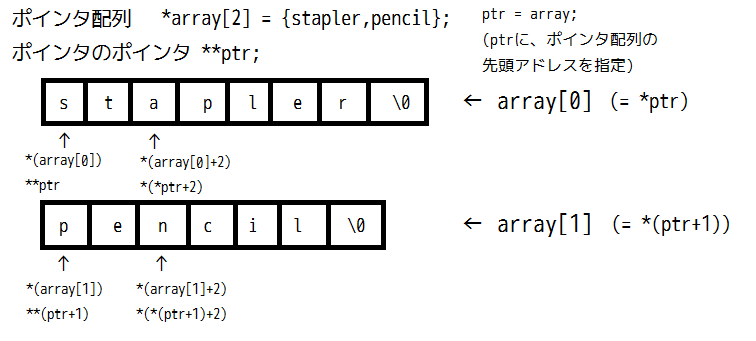 ポインタ配列　*array[2] = {stapler,pencil};
ポインタのポインタ **ptr;
ptr = array;
(ptrに、ポインタ配列の
先頭アドレスを指定)
s t a p l e r \0 ← array[0] (= *ptr)
↑ ↑
*(array[0]) *(array[0]+2)
**ptr *(*ptr+2)
p e n c i l \0 ← array[1] (= *(ptr+1))
↑ ↑
*(array[1]) *(array[1]+2)
**(ptr+1) *(*(ptr+1)+2)